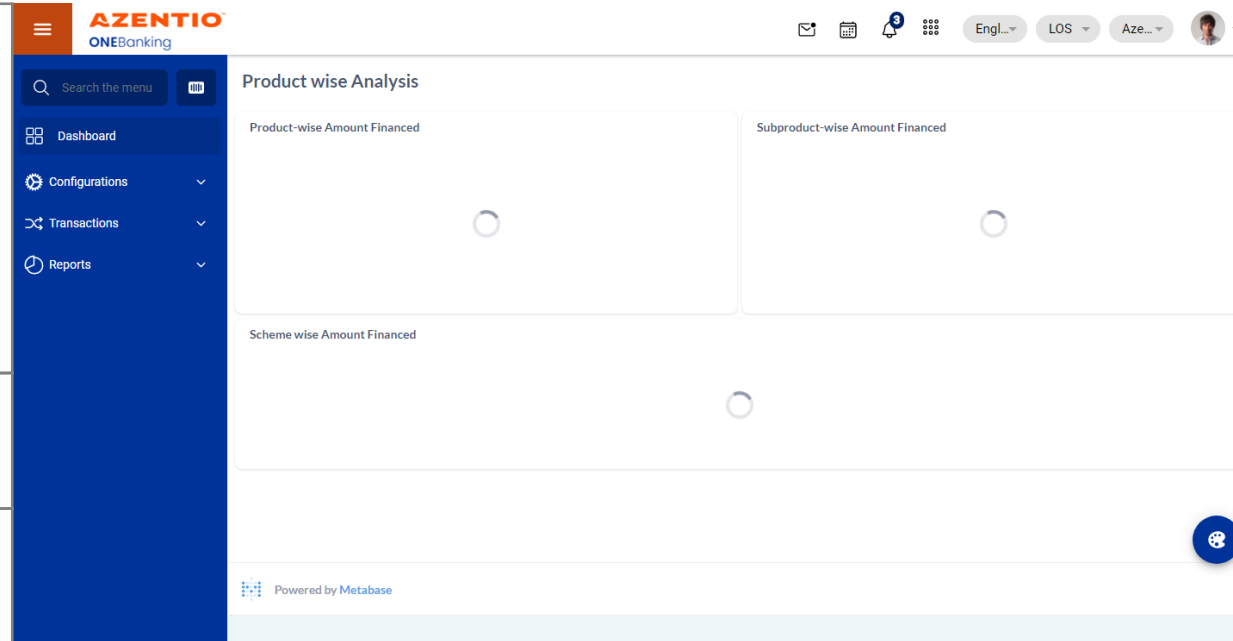 AZENTIO
ONEBanking
3
Engl...
LOS
Aze...
Search the menu
Dashboard
Configurations
Transactions
Reports
Product wise Analysis
Product-wise Amount Financed
Subproduct-wise Amount Financed
Scheme wise Amount Financed
Powered by Metabase